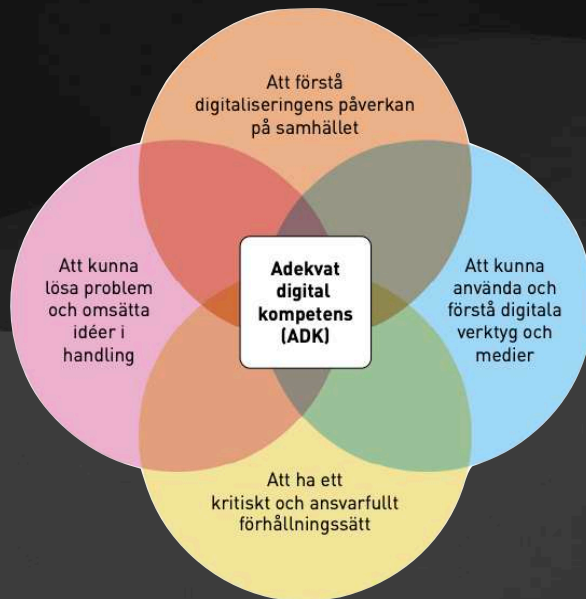 Att förstå
digitaliseringens påverkan
på samhället
Att kunna
lösa problem
och omsätta
idéer i
handling
Adekvat
digital
kompetens
(ADK)
Att kunna
använda och
förstå digitala
verktyg och
medier
Att ha ett
kritiskt och ansvarfullt
förhållningssätt